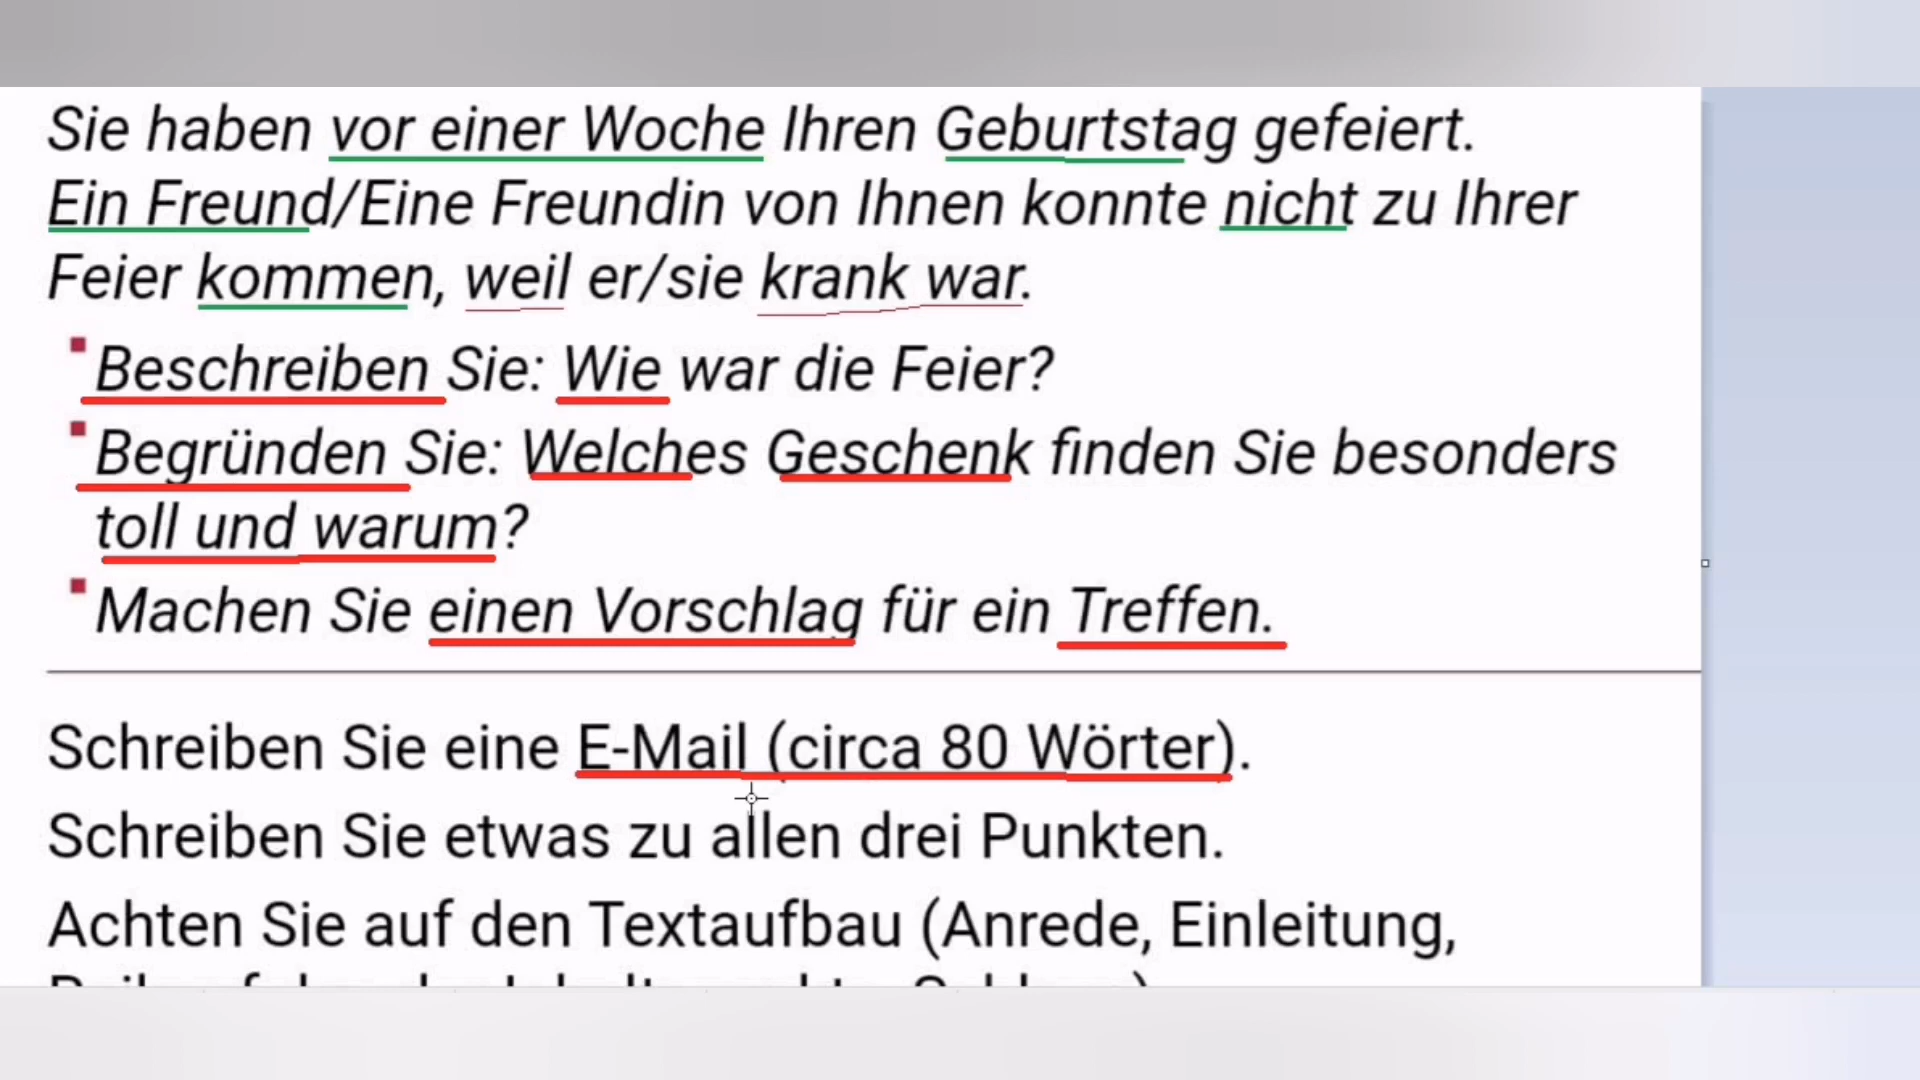 Sie haben vor einer Woche Ihren Geburtstag gefeiert.
Ein Freund/Eine Freundin von Ihnen konnte nicht zu Ihrer
Feier kommen, weil er/sie krank war.
Beschreiben Sie: Wie war die Feier?
Begründen Sie: Welches Geschenk finden Sie besonders
toll und warum?
Machen Sie einen Vorschlag für ein Treffen.
Schreiben Sie eine E-Mail (circa 80 Wörter).
Schreiben Sie etwas zu allen drei Punkten.
Achten Sie auf den Textaufbau (Anrede, Einleitung,